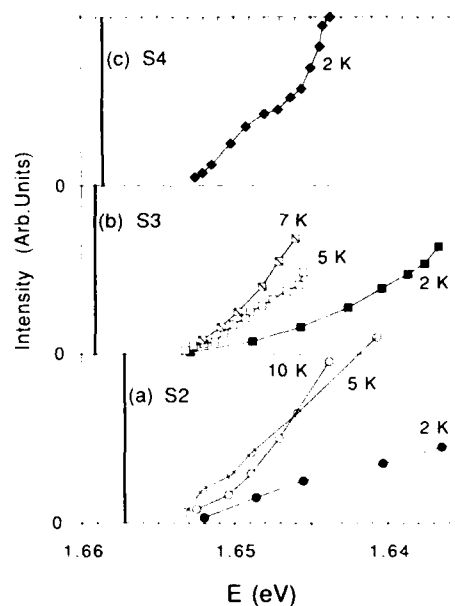 (c) S4
2 K
0
(b) S3
7 K
5 K
2 K
0
(a) S2
10 K
5 K
2 K
0
Intensity (Arb.Units)
1.66
1.65
1.64
E (eV)